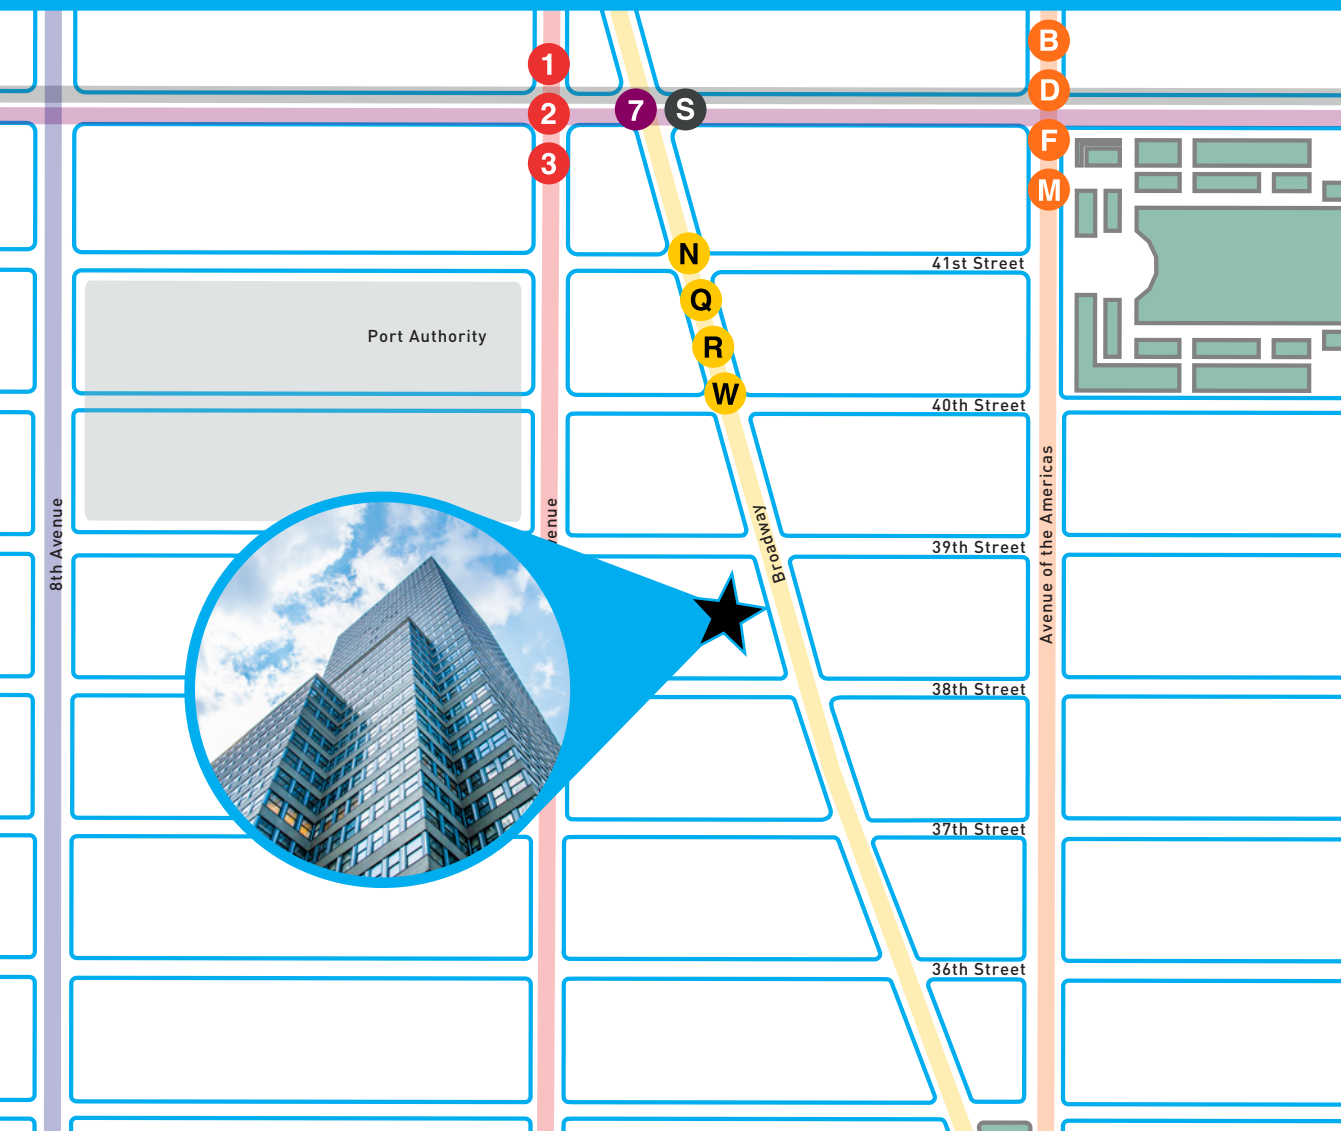 B
1
D
2
7
S
F
3
M
N
41st Street
Q
Port Authority
R
W
40th Street
8th Avenue
venue
Broadway
Avenue of the Americas
39th Street
38th Street
37th Street
36th Street